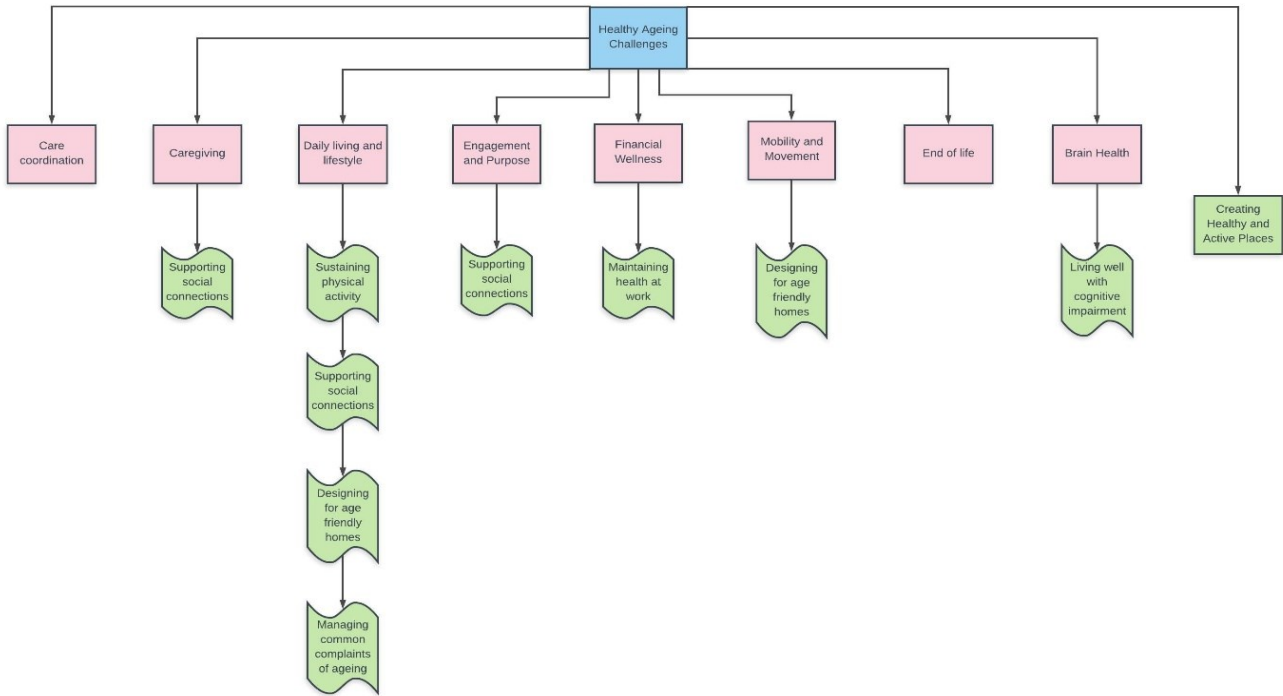 Healthy Ageing
Challenges
Care
coordination
Caregiving
Daily living and
lifestyle
Engagement
and Purpose
Financial
Wellness
Mobility and
Movement
End of life
Brain Health
Creating
Healthy and
Active Places
Supporting
social
connections
Sustaining
physical
activity
Supporting
social
connections
Maintaining
health at
work
Designing
for age
friendly
homes
Living well
with
cognitive
impairment
Supporting
social
connections
Designing
for age
friendly
homes
Managing
common
complaints
of ageing